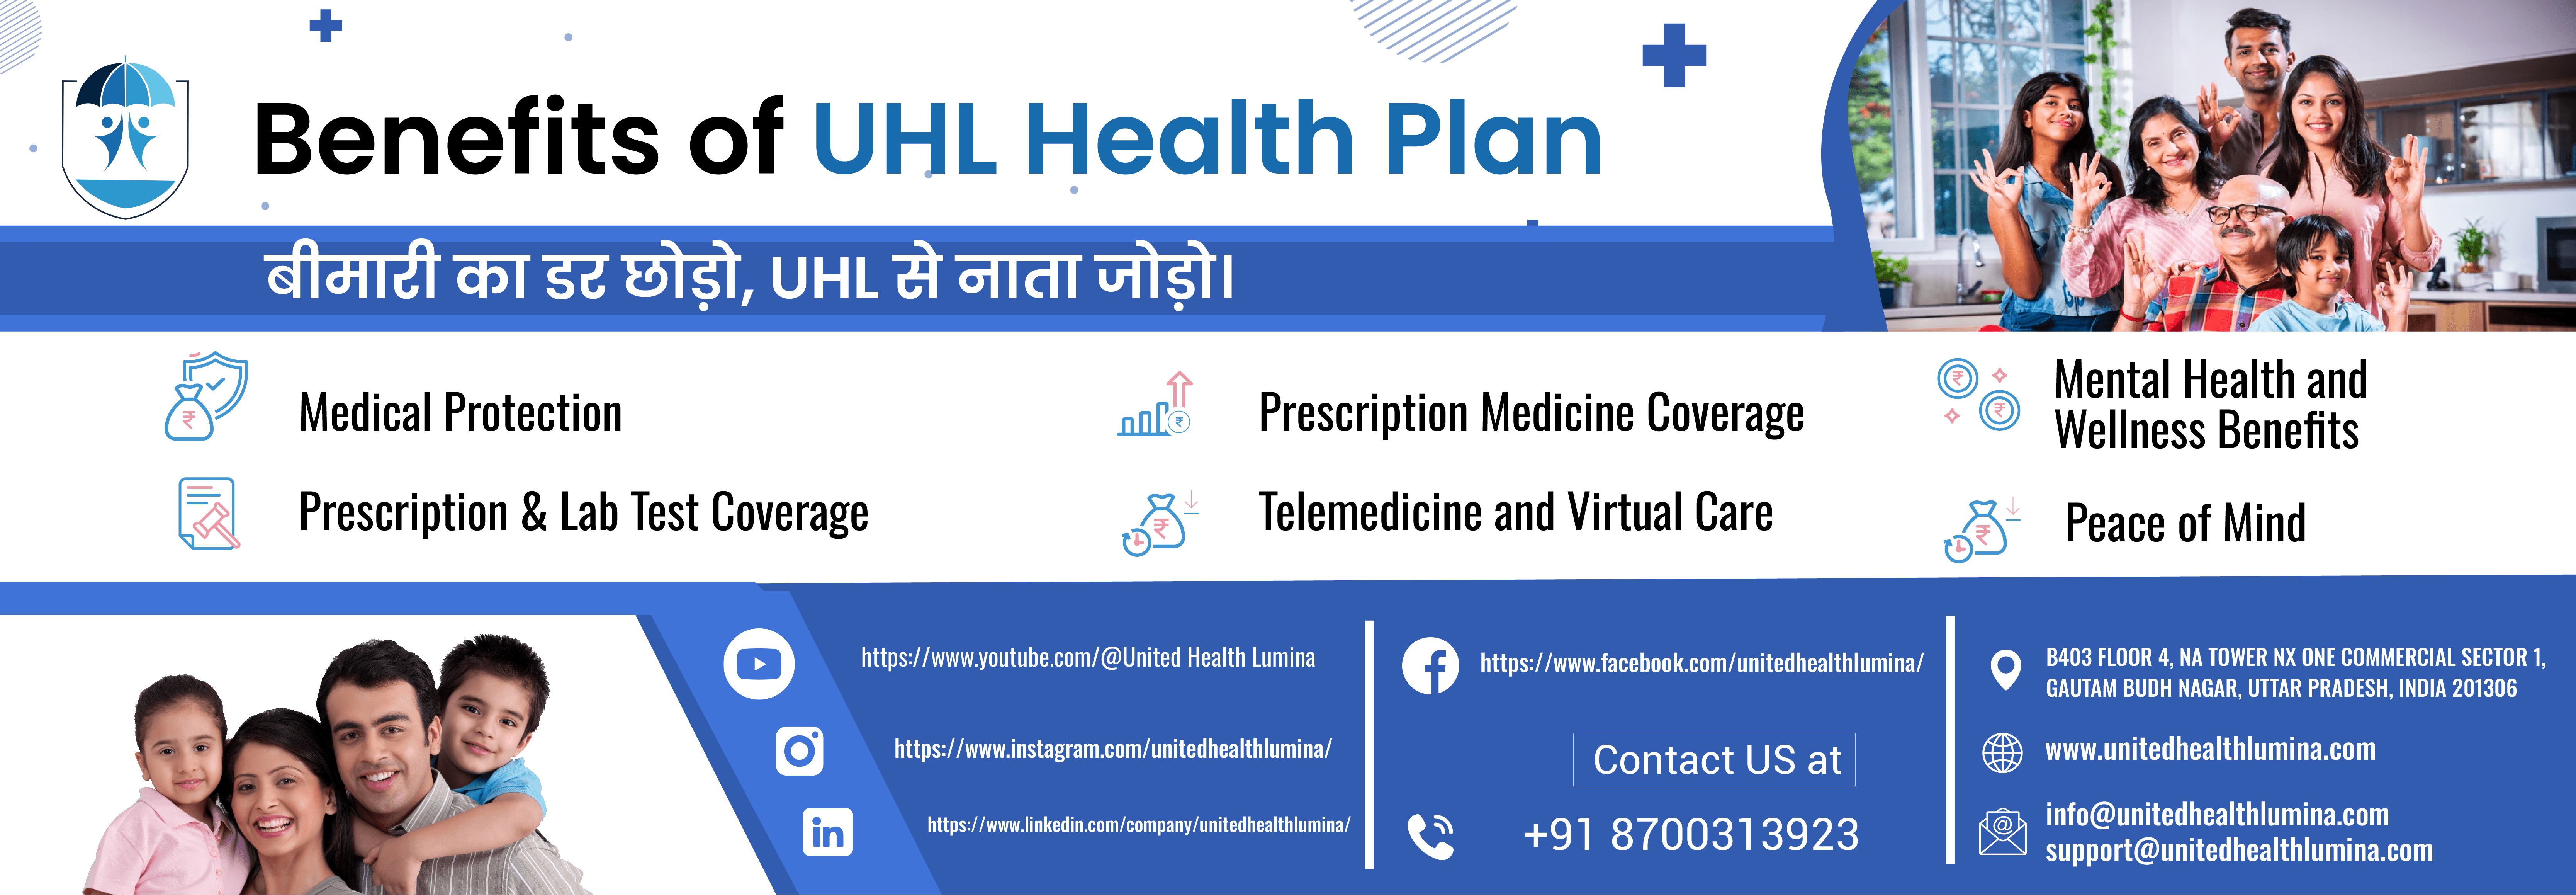 Benefits of UHL Health Plan
बीमारी का डर छोड़ो, UHL से नाता जोड़ो।
Medical Protection
Prescription & Lab Test Coverage
Prescription Medicine Coverage
Telemedicine and Virtual Care
Mental Health and
Wellness Benefits
Peace of Mind
https://www.youtube.com/@United Health Lumina
https://www.instagram.com/unitedhealthlumina/
https://www.linkedin.com/company/unitedhealthlumina/
https://www.facebook.com/unitedhealthlumina/
Contact US at
+91 8700313923
B403 FLOOR 4, NA TOWER NX ONE COMMERCIAL SECTOR 1,
GAUTAM BUDH NAGAR, UTTAR PRADESH, INDIA 201306
www.unitedhealthlumina.com
info@unitedhealthlumina.com
support@unitedhealthlumina.com